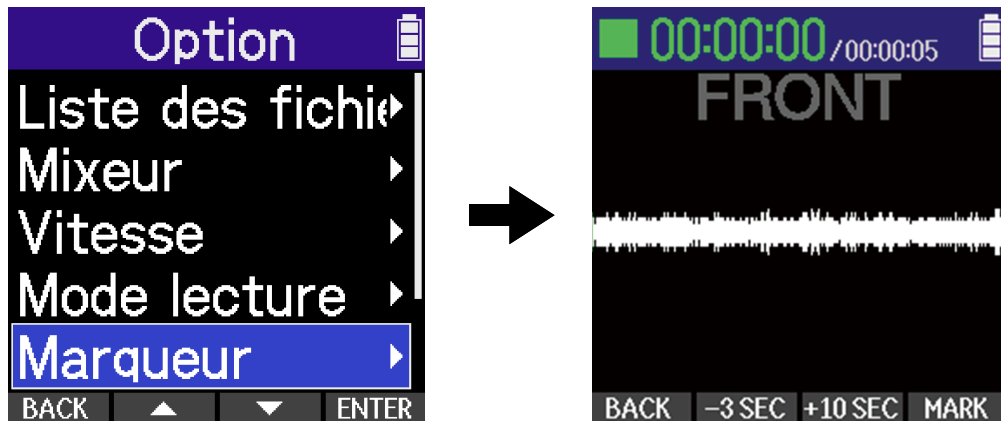 Option
Liste des fichie
Mixeur
Vitesse
Mode lecture
Marqueur
BACK ENTER
00:00:00/00:00:05
FRONT
BACK -3 SEC +10 SEC MARK